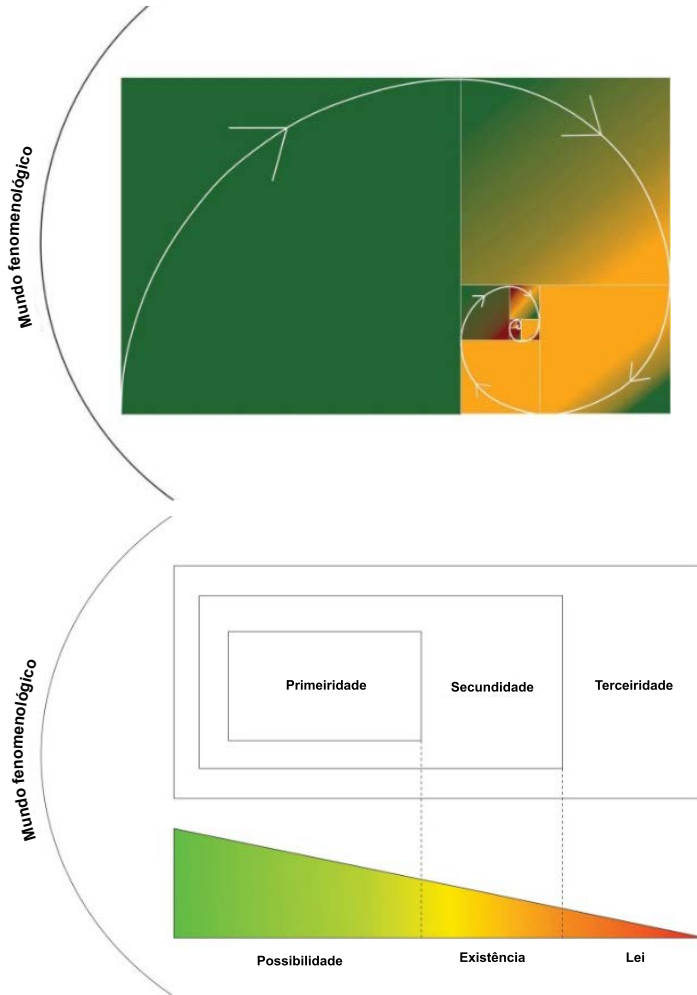 Mundo fenomenológico
Mundo fenomenológico
Primeiridade
Secundidade
Terceiridade
Possibilidade
Existência
Lei